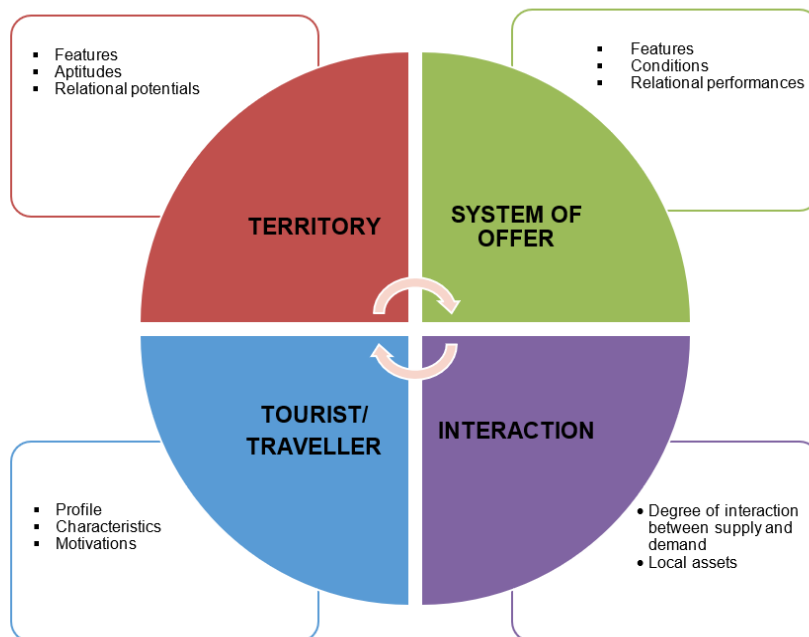 ▪ Features
▪ Aptitudes
▪ Relational potentials
▪ Features
▪ Conditions
▪ Relational performances
TERRITORY
SYSTEM OF
OFFER
TOURIST/
TRAVELLER
INTERACTION
▪ Profile
▪ Characteristics
▪ Motivations
• Degree of interaction
between supply and
demand
• Local assets